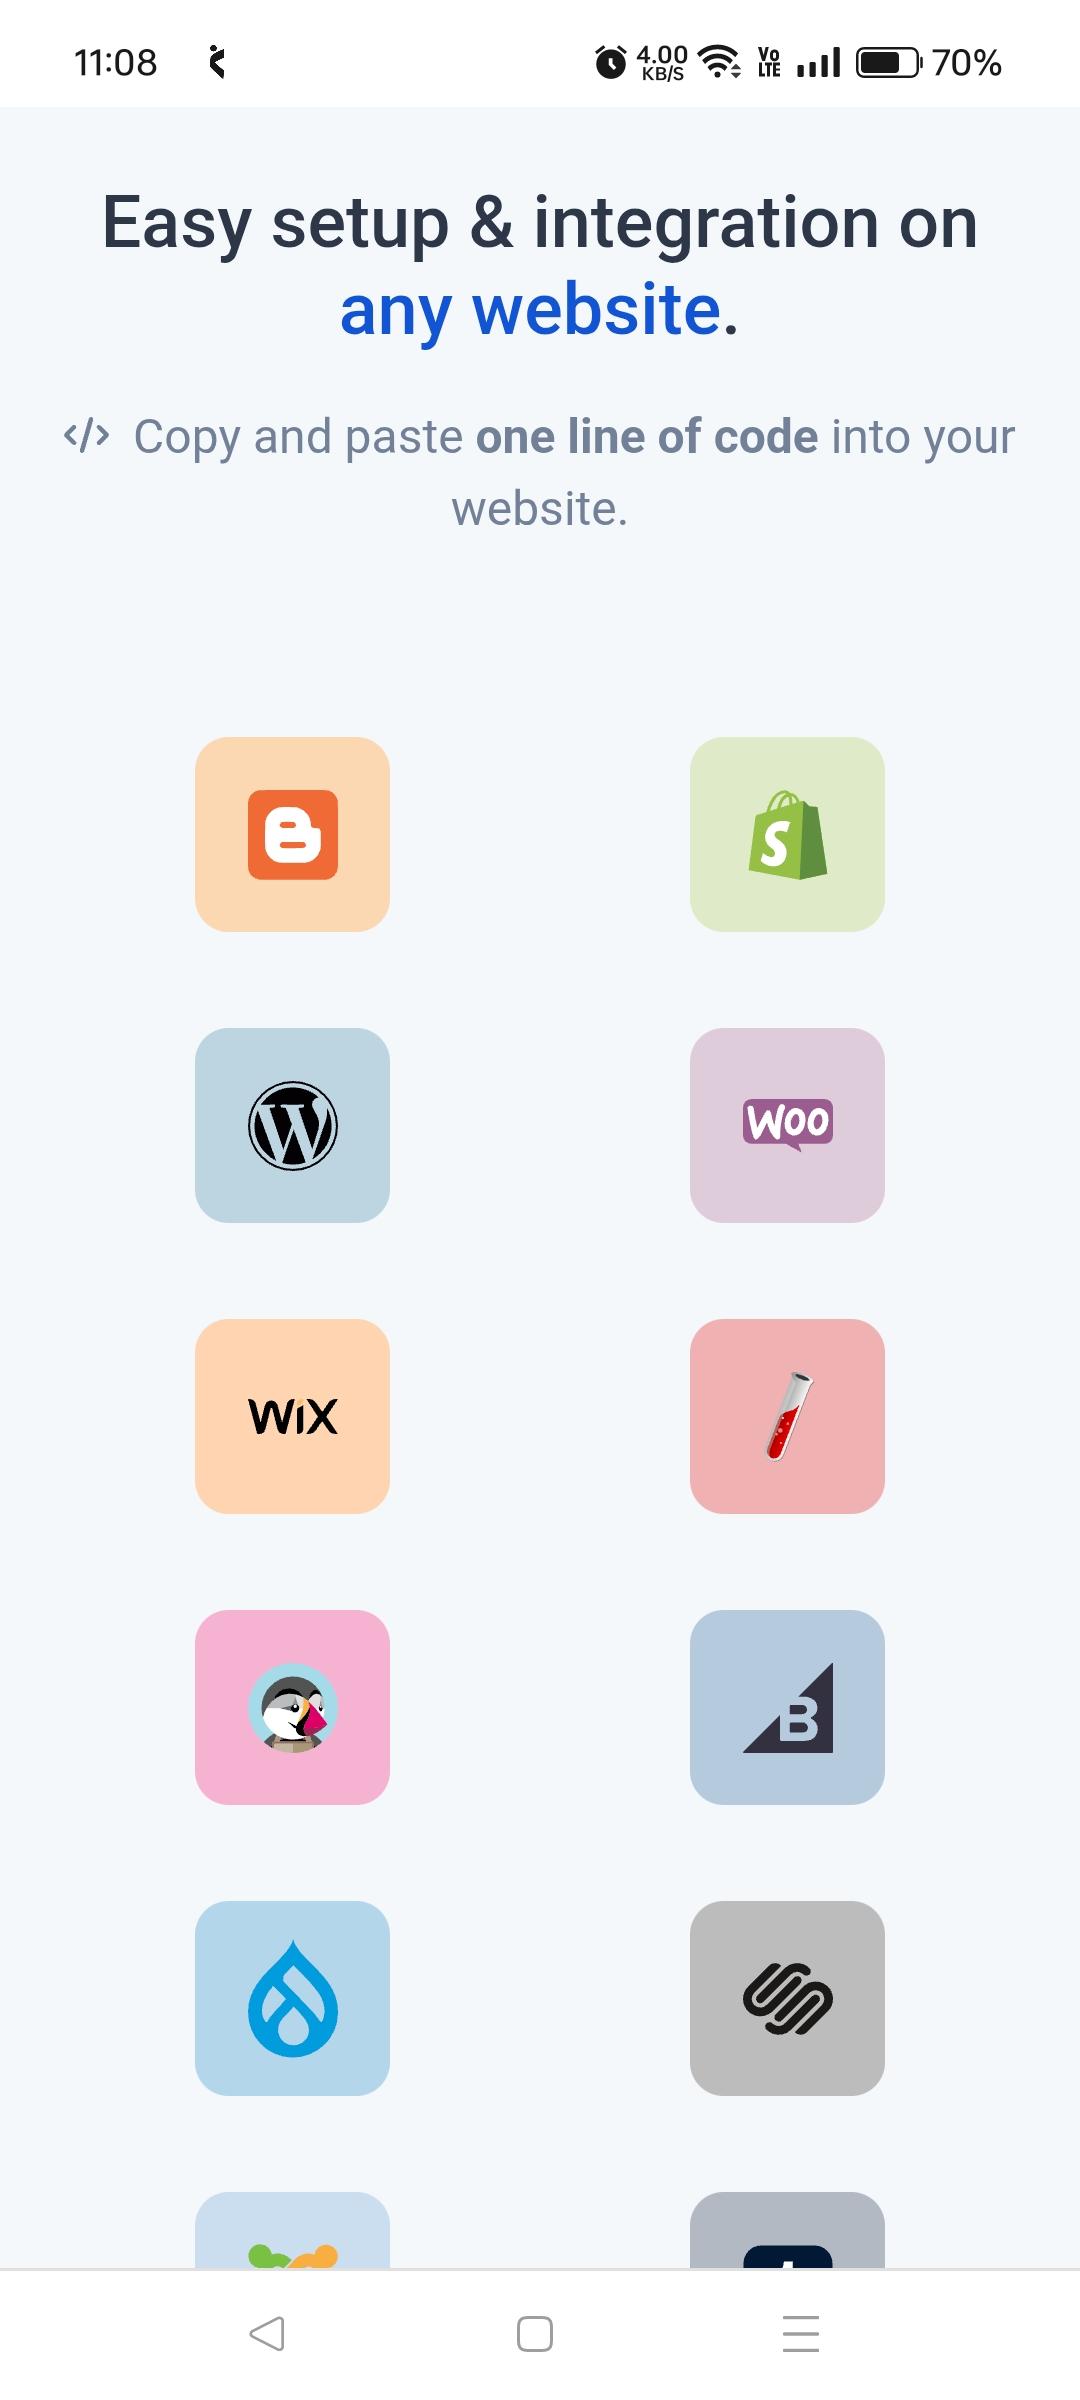 11:08 4.00 KB/S Vo LTE 70%
Easy setup & integration on
any website.
</> Copy and paste one line of code into your
website.
B S
W Woo
WiX
B